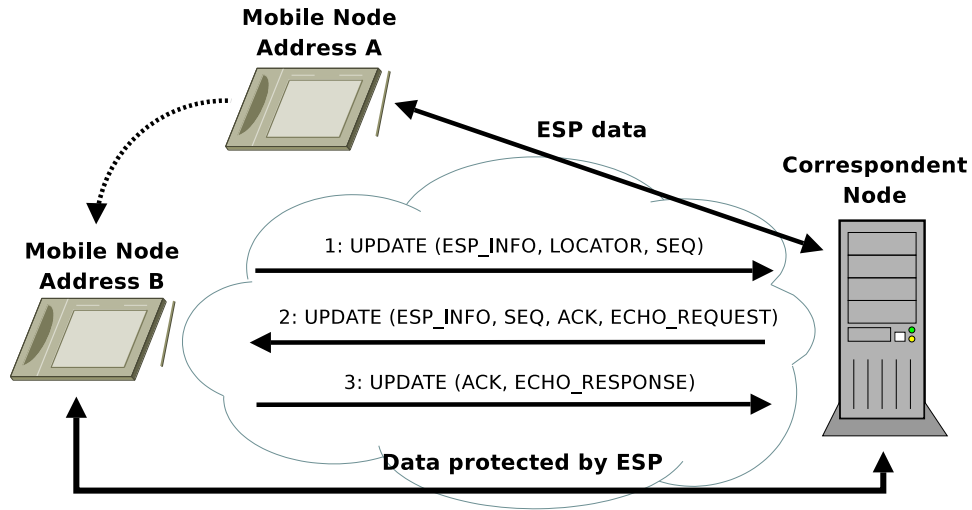 Mobile Node
Address A
ESP data
Correspondent
Node
Mobile Node
Address B
1: UPDATE (ESP_INFO, LOCATOR, SEQ)
2: UPDATE (ESP_INFO, SEQ, ACK, ECHO_REQUEST)
3: UPDATE (ACK, ECHO_RESPONSE)
Data protected by ESP